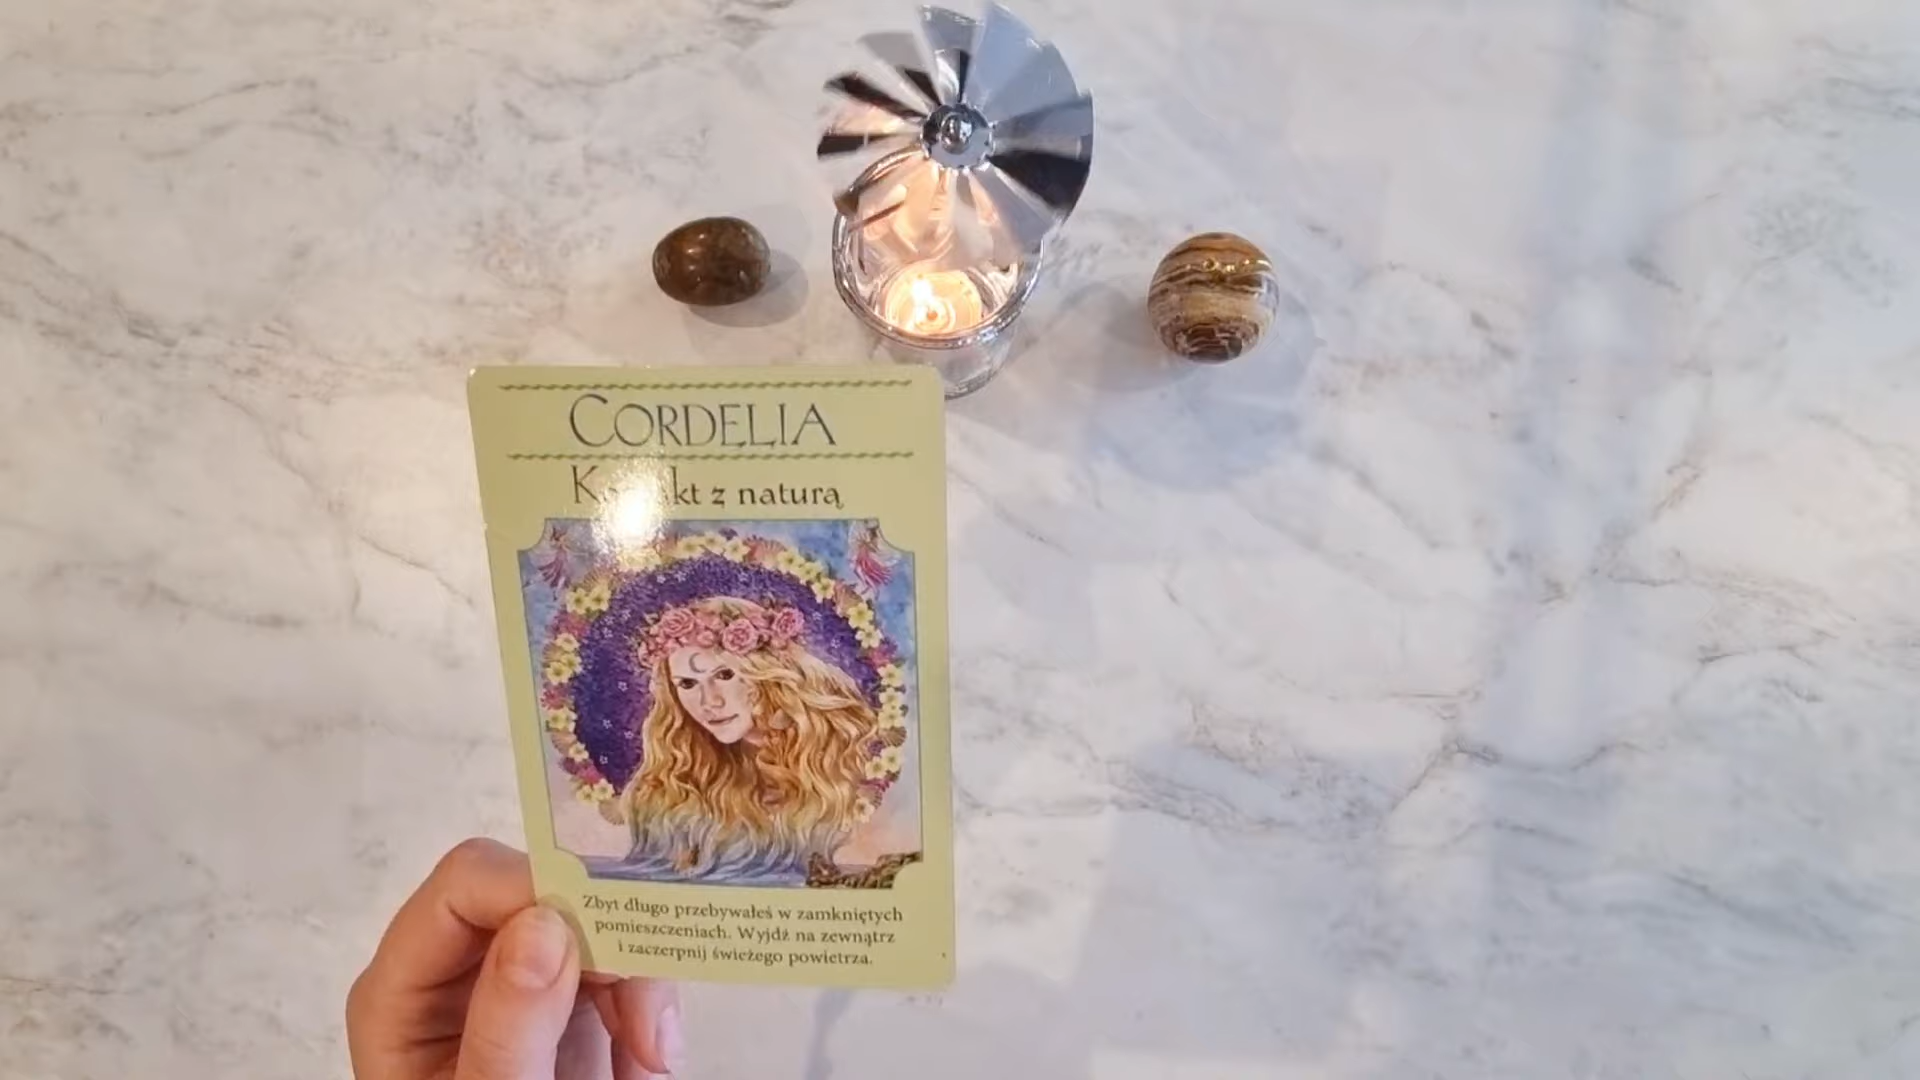 CORDELIA
z naturą
Zbyt długo przebywałeś w zamkniętych
pomieszczeniach. Wyjdź na zewnątrz
i zaczerpnij świeżego powietrza.